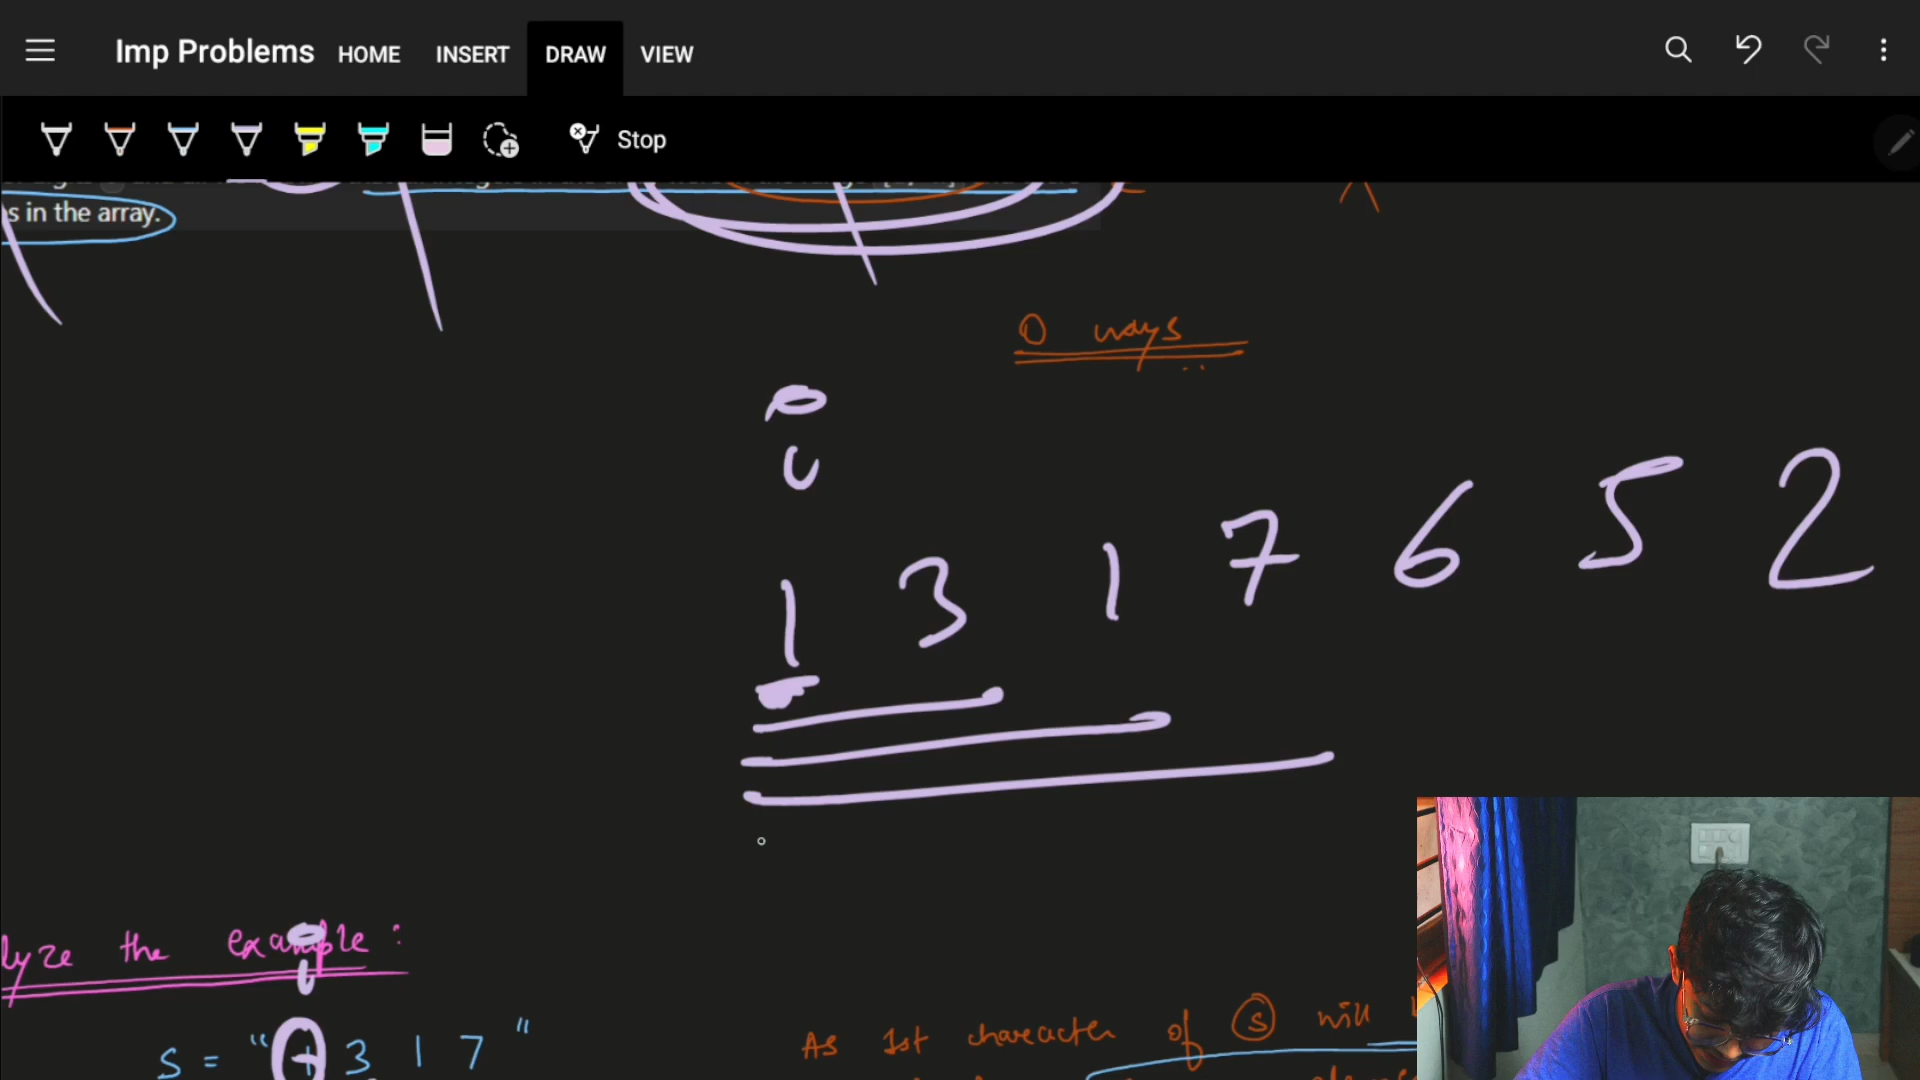 Imp Problems HOME INSERT DRAW VIEW
Stop
s in the array.
0 ways
i
1 3 1 7 6 5 2
lyze the example :
i
s = " 1 3 1 7 "
As 1st character of (s) will